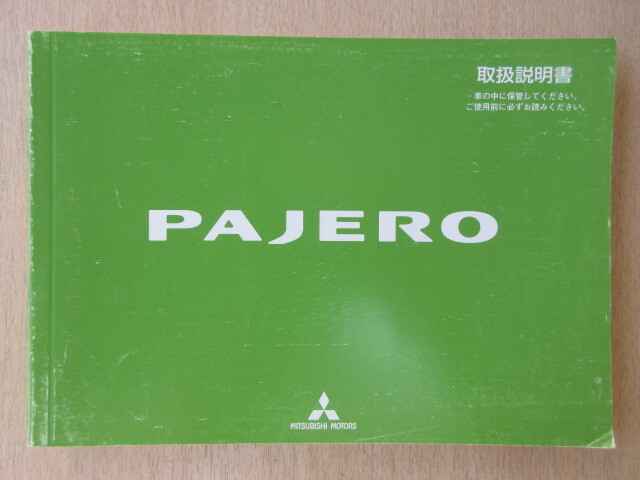 取扱説明書
車の中に保管してください。
ご使用前に必ずお読みください。
PAJERO
MITSUBISHI MOTORS